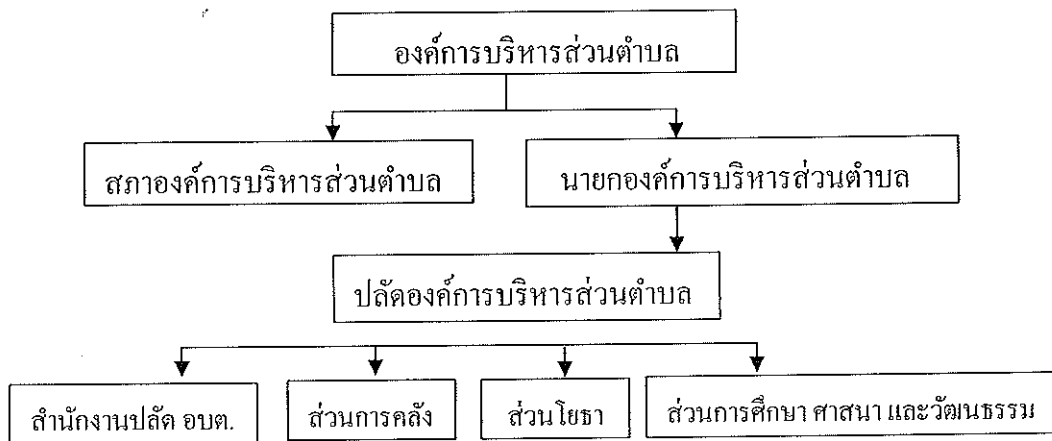 องค์การบริหารส่วนตำบล
สภาองค์การบริหารส่วนตำบล
นายกองค์การบริหารส่วนตำบล
ปลัดองค์การบริหารส่วนตำบล
สำนักงานปลัด อบต.
ส่วนการคลัง
ส่วนโยธา
ส่วนการศึกษา ศาสนา และวัฒนธรรม